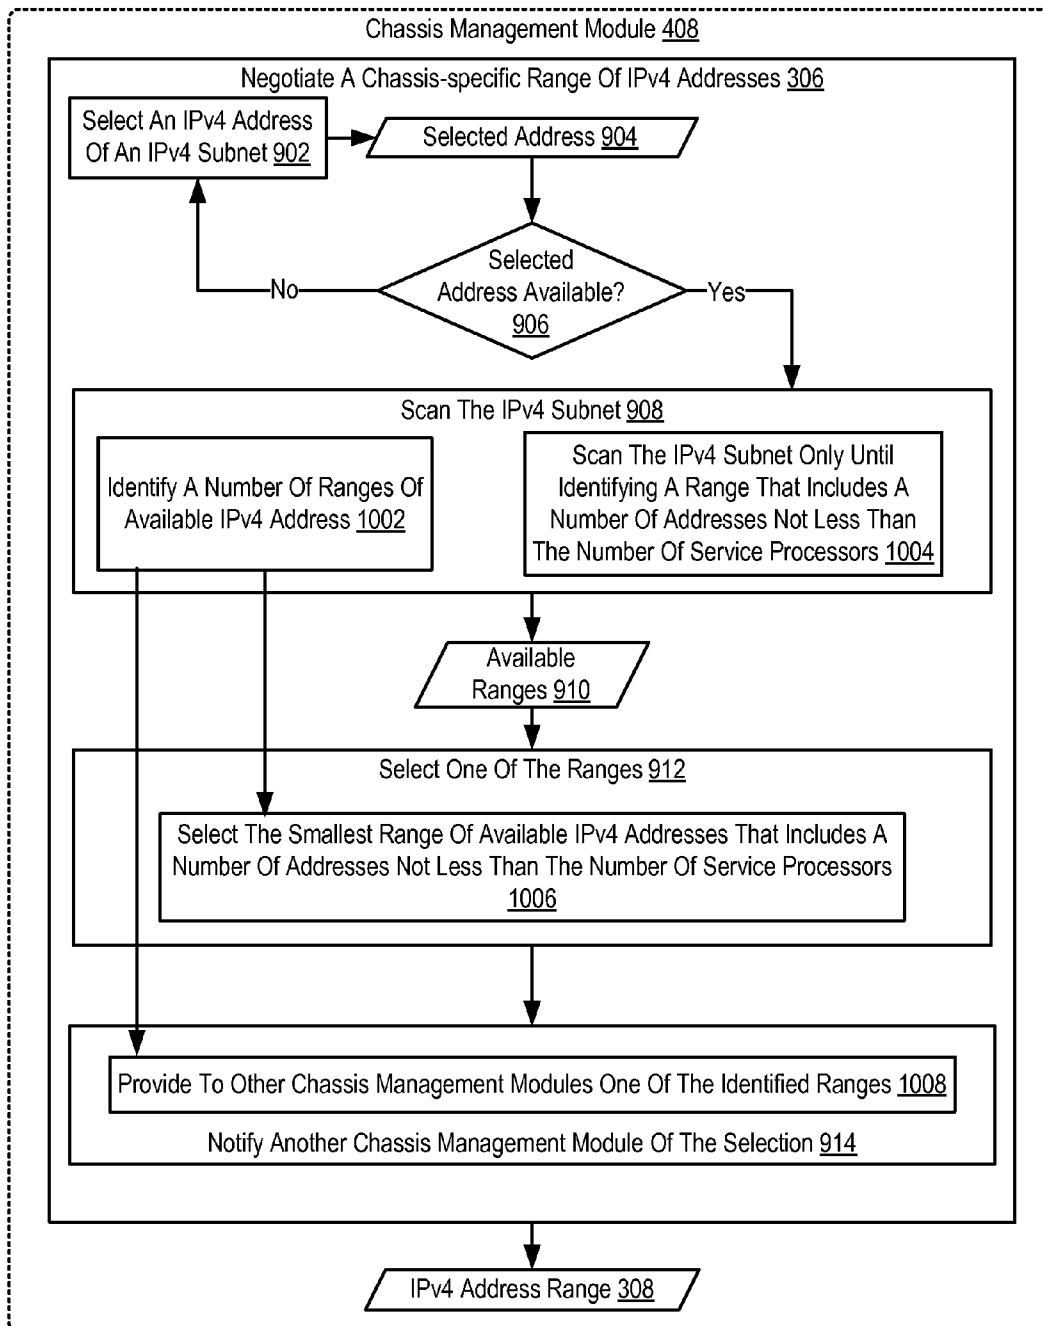 Chassis Management Module 408
Negotiate A Chassis-specific Range Of IPv4 Addresses 306
Select An IPv4 Address
Of An IPv4 Subnet 902
Selected Address 904
Selected
Address Available?
906
No
Yes
Scan The IPv4 Subnet 908
Identify A Number Of Ranges Of
Available IPv4 Address 1002
Scan The IPv4 Subnet Only Until
Identifying A Range That Includes A
Number Of Addresses Not Less Than
The Number Of Service Processors 1004
Available
Ranges 910
Select One Of The Ranges 912
Select The Smallest Range Of Available IPv4 Addresses That Includes A
Number Of Addresses Not Less Than The Number Of Service Processors
1006
Provide To Other Chassis Management Modules One Of The Identified Ranges 1008
Notify Another Chassis Management Module Of The Selection 914
IPv4 Address Range 308